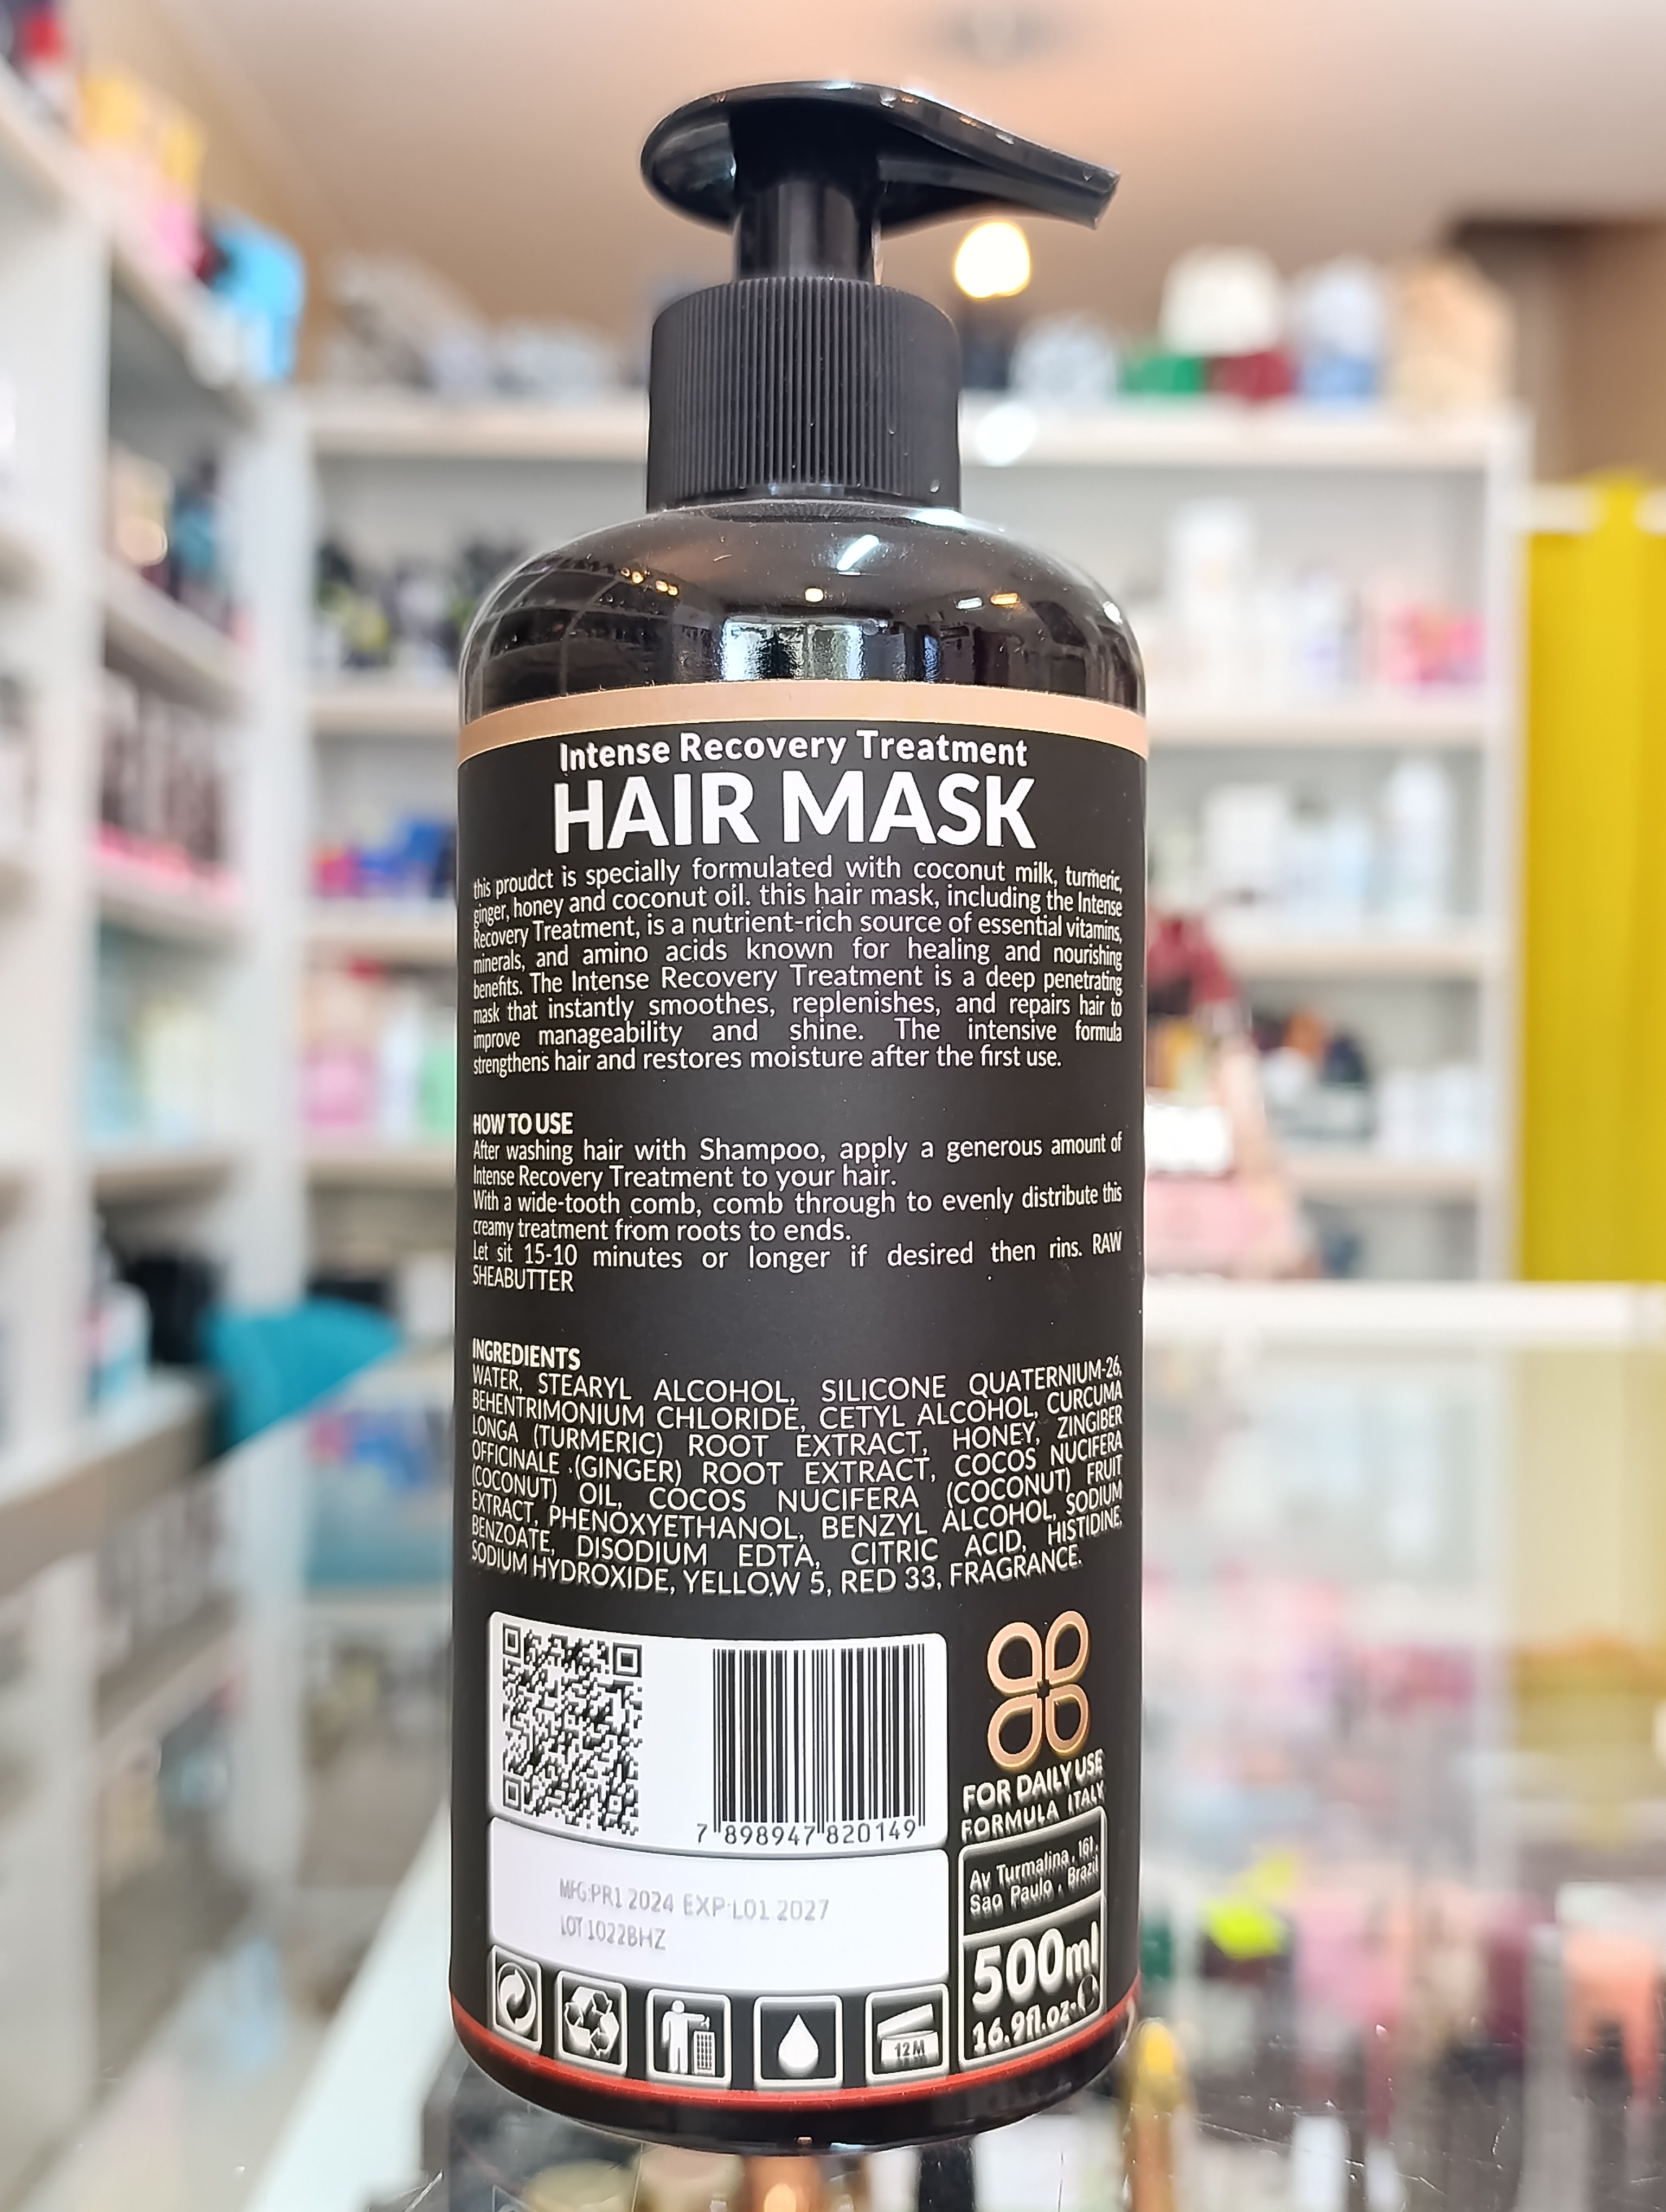 Intense Recovery Treatment
HAIR MASK
this proudct is specially formulated with coconut milk, turmeric,
ginger, honey and coconut oil. this hair mask, including the Intense
Recovery Treatment, is a nutrient-rich source of essential vitamins,
minerals, and amino acids known for healing and nourishing
benefits. The Intense Recovery Treatment is a deep penetrating
mask that instantly smoothes, replenishes, and repairs hair to
improve manageability and shine. The intensive formula
strengthens hair and restores moisture after the first use.
HOW TO USE
After washing hair with Shampoo, apply a generous amount of
Intense Recovery Treatment to your hair.
With a wide-tooth comb, comb through to evenly distribute this
creamy treatment from roots to ends.
Let sit 15-10 minutes or longer if desired then rins. RAW
SHEABUTTER
INGREDIENTS
WATER, STEARYL ALCOHOL, SILICONE QUATERNIUM-26,
BEHENTRIMONIUM CHLORIDE, CETYL ALCOHOL, CURCUMA
LONGA (TURMERIC) ROOT EXTRACT, HONEY, ZINGIBER
OFFICINALE (GINGER) ROOT EXTRACT, COCOS NUCIFERA
(COCONUT) OIL, COCOS NUCIFERA (COCONUT) FRUIT
EXTRACT, PHENOXYETHANOL, BENZYL ALCOHOL, SODIUM
BENZOATE, DISODIUM EDTA, CITRIC ACID, HISTIDINE,
SODIUM HYDROXIDE, YELLOW 5, RED 33, FRAGRANCE.
7 898947 820149
FOR DAILY USE
FORMULA ITALY
Av Turmalina, 161,
Sao Paulo, Brazil
MFG:PR1 2024 EXP:L01 2027
LOT 1022BHZ
500ml
16.9fl.oz.
12M